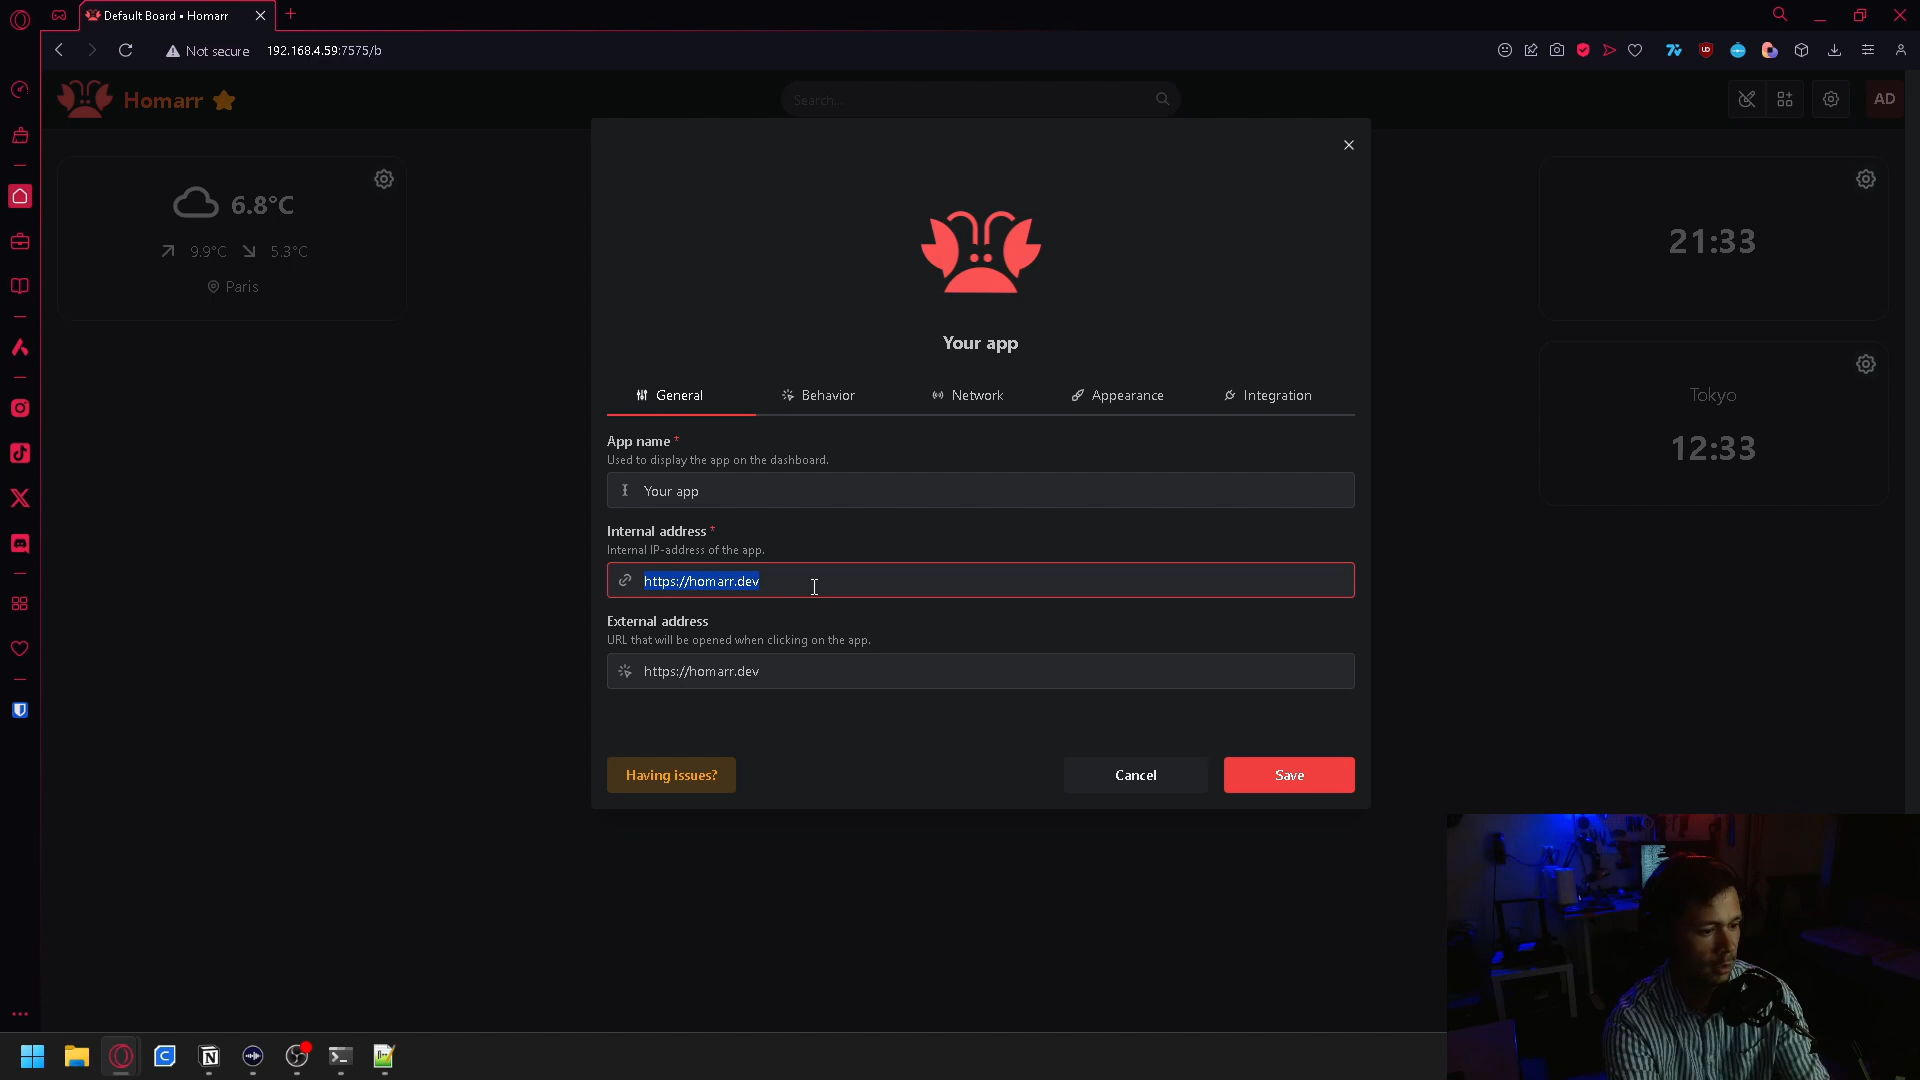 Default Board • Homarr
Not secure 192.168.4.59:7575/b
Homarr
Search...
AD
6.8°C
9.9°C 5.3°C
Paris
21:33
Tokyo
12:33
Your app
General Behavior Network Appearance Integration
App name *
Used to display the app on the dashboard.
Your app
Internal address *
Internal IP-address of the app.
https://homarr.dev
External address
URL that will be opened when clicking on the app.
https://homarr.dev
Having issues? Cancel Save